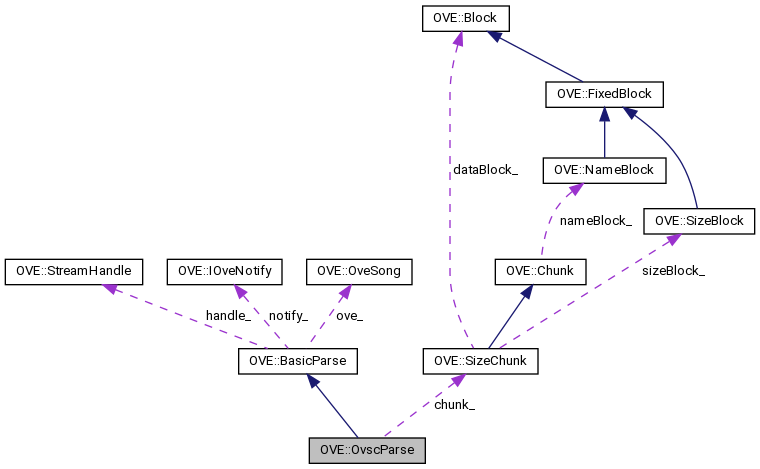 OVE::Block
OVE::FixedBlock
dataBlock_
OVE::NameBlock
nameBlock_
OVE::SizeBlock
OVE::StreamHandle
OVE::IOveNotify
OVE::OveSong
OVE::Chunk
sizeBlock_
handle_
notify_
ove_
OVE::BasicParse
OVE::SizeChunk
chunk_
OVE::OvscParse